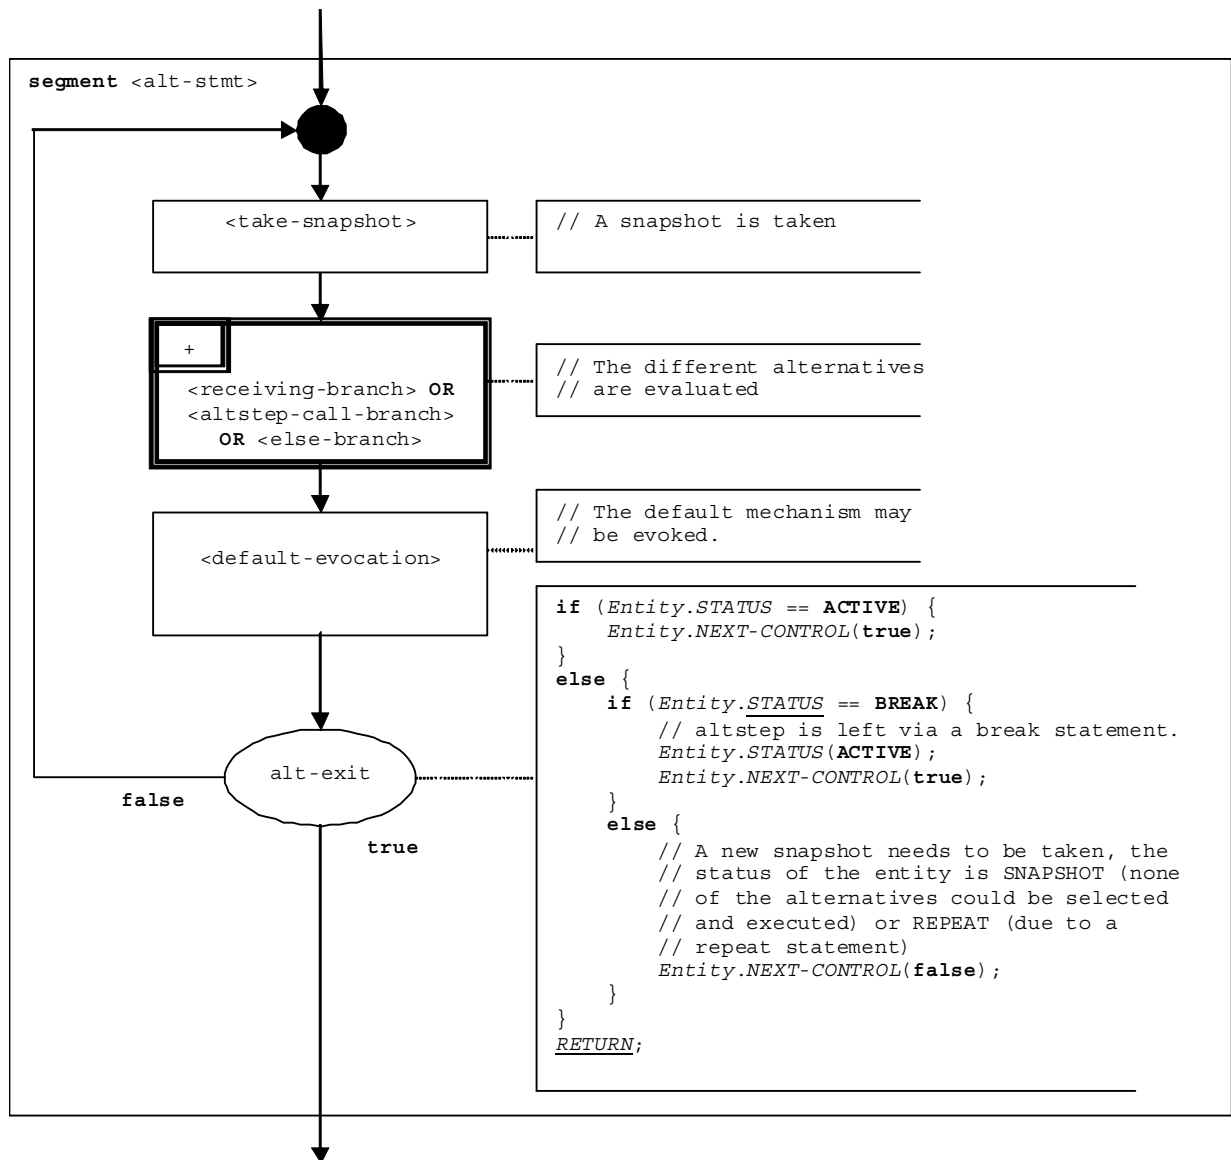 segment <alt-stmt>
<take-snapshot>
// A snapshot is taken
+
<receiving-branch> OR
<altstep-call-branch>
OR <else-branch>
// The different alternatives
// are evaluated
<default-evocation>
// The default mechanism may
// be evoked.
alt-exit
false
true
if (Entity.STATUS == ACTIVE) {
Entity.NEXT-CONTROL(true);
}
else {
if (Entity.STATUS == BREAK) {
// altstep is left via a break statement.
Entity.STATUS(ACTIVE);
Entity.NEXT-CONTROL(true);
}
else {
// A new snapshot needs to be taken, the
// status of the entity is SNAPSHOT (none
// of the alternatives could be selected
// and executed) or REPEAT (due to a
// repeat statement)
Entity.NEXT-CONTROL(false);
}
}
RETURN;